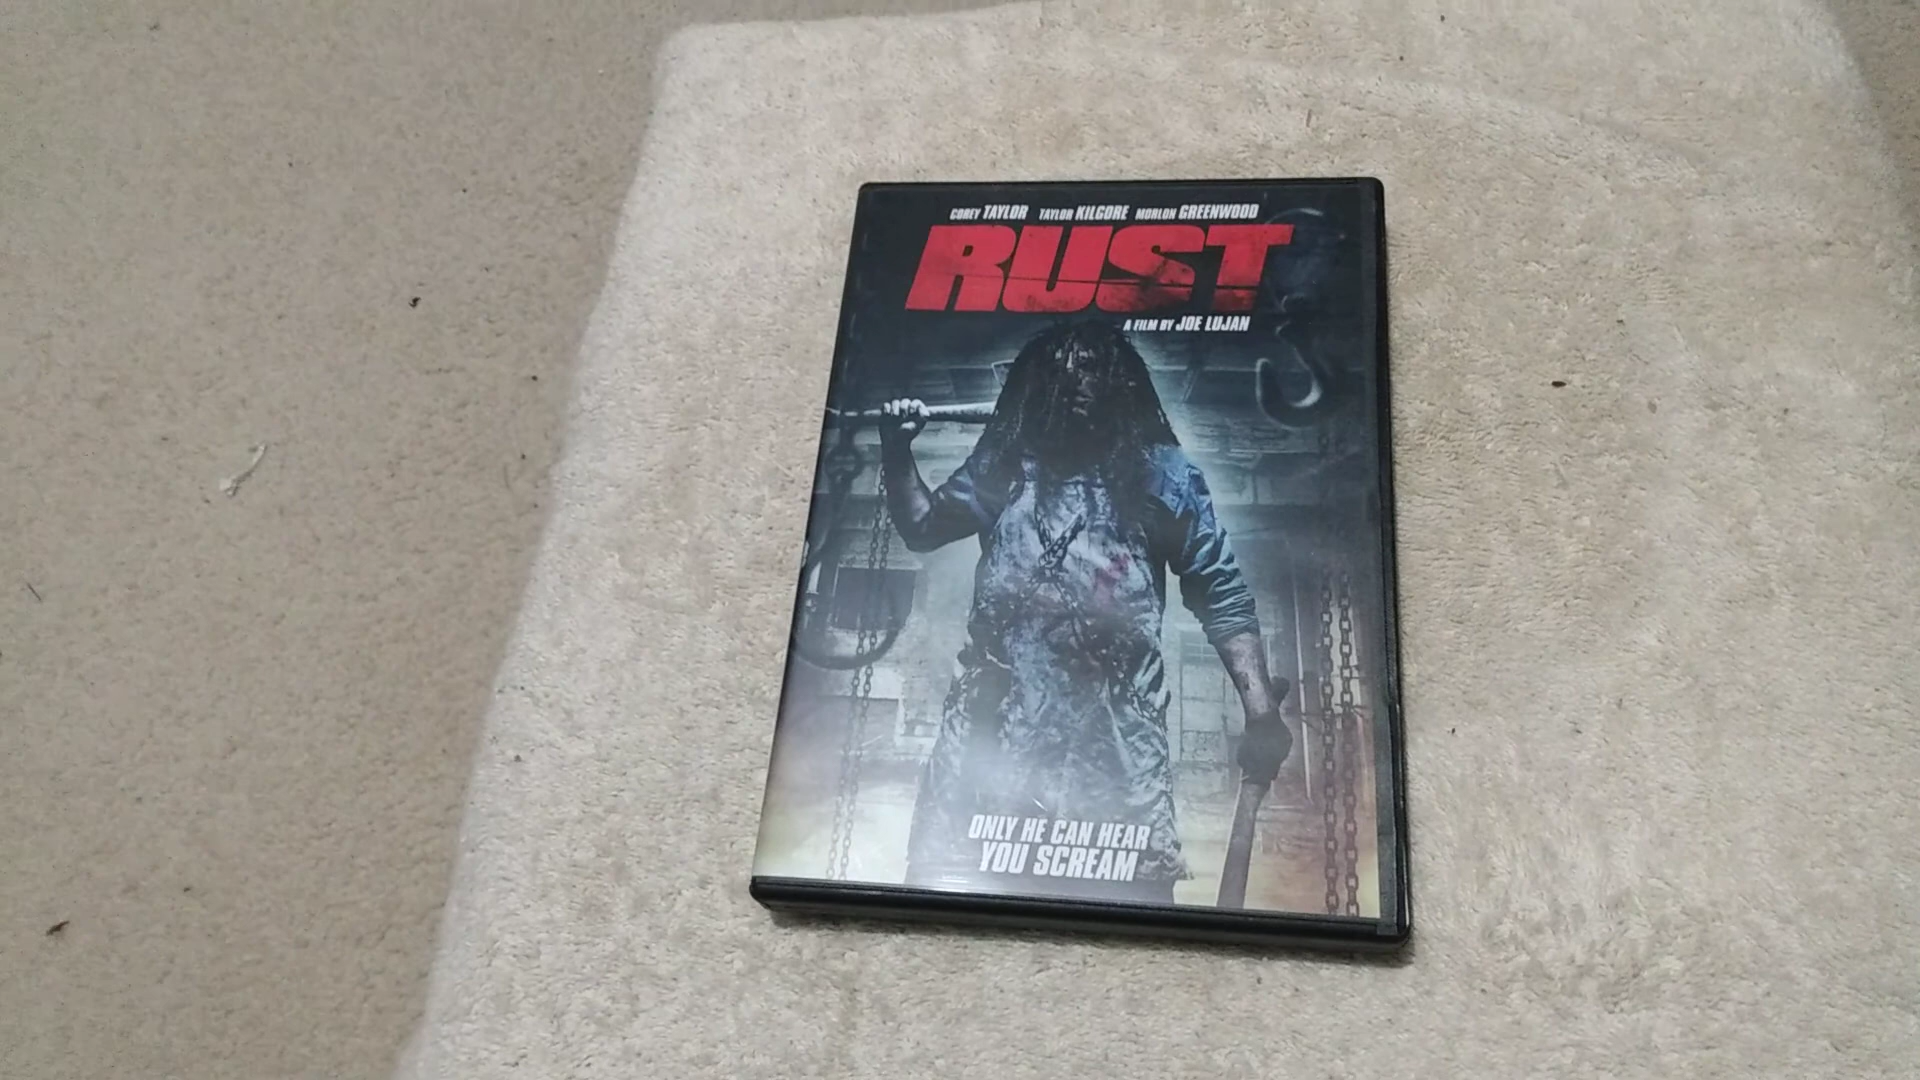 COREY TAYLOR TAYLOR KILGORE MORLON GREENWOOD
RUST
A FILM BY JOE LUJAN
ONLY HE CAN HEAR
YOU SCREAM